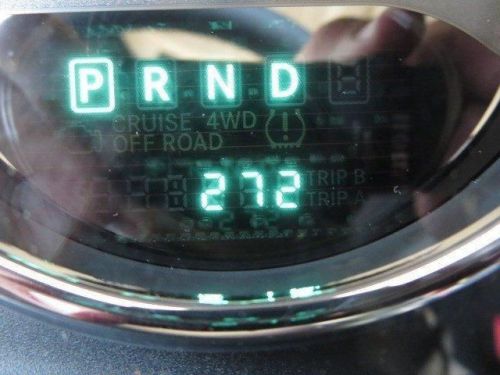 P R N D
CRUISE 4WD
OFF ROAD
272 TRIP B
TRIP A